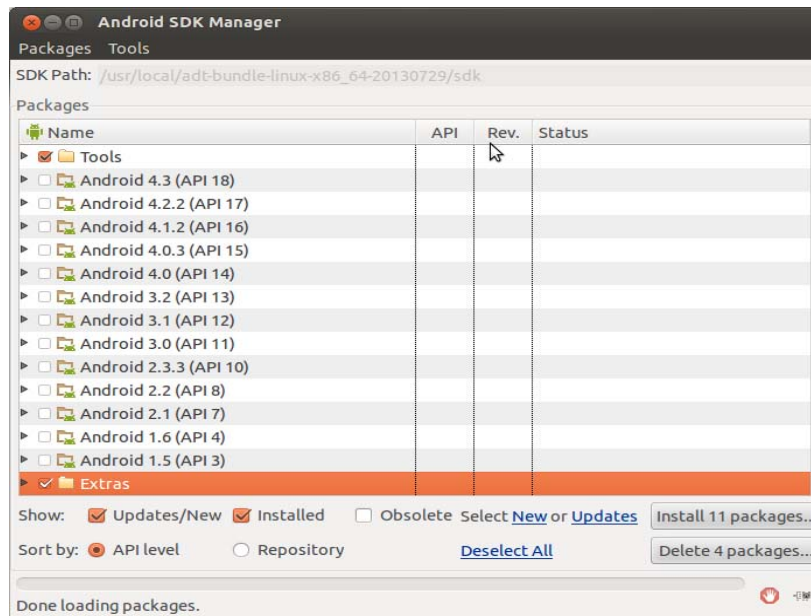 Android SDK Manager
Packages Tools
SDK Path: /usr/local/adt-bundle-linux-x86_64-20130729/sdk
Packages
Name API Rev. Status
Tools
Android 4.3 (API 18)
Android 4.2.2 (API 17)
Android 4.1.2 (API 16)
Android 4.0.3 (API 15)
Android 4.0 (API 14)
Android 3.2 (API 13)
Android 3.1 (API 12)
Android 3.0 (API 11)
Android 2.3.3 (API 10)
Android 2.2 (API 8)
Android 2.1 (API 7)
Android 1.6 (API 4)
Android 1.5 (API 3)
Extras
Show: Updates/New Installed Obsolete Select New or Updates Install 11 packages...
Sort by: API level Repository Deselect All Delete 4 packages...
Done loading packages.